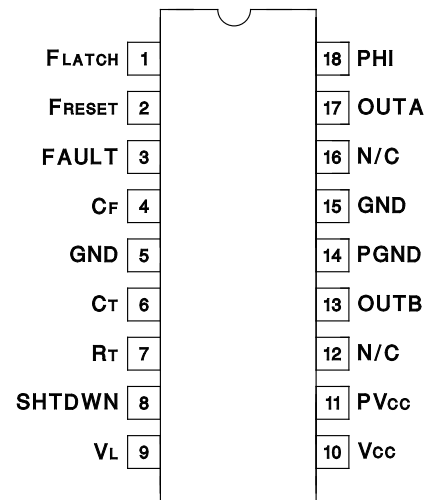 FLATCH 1 18 PHI
FRESET 2 17 OUTA
FAULT 3 16 N/C
CF 4 15 GND
GND 5 14 PGND
CT 6 13 OUTB
RT 7 12 N/C
SHTDWN 8 11 PVcc
VL 9 10 Vcc